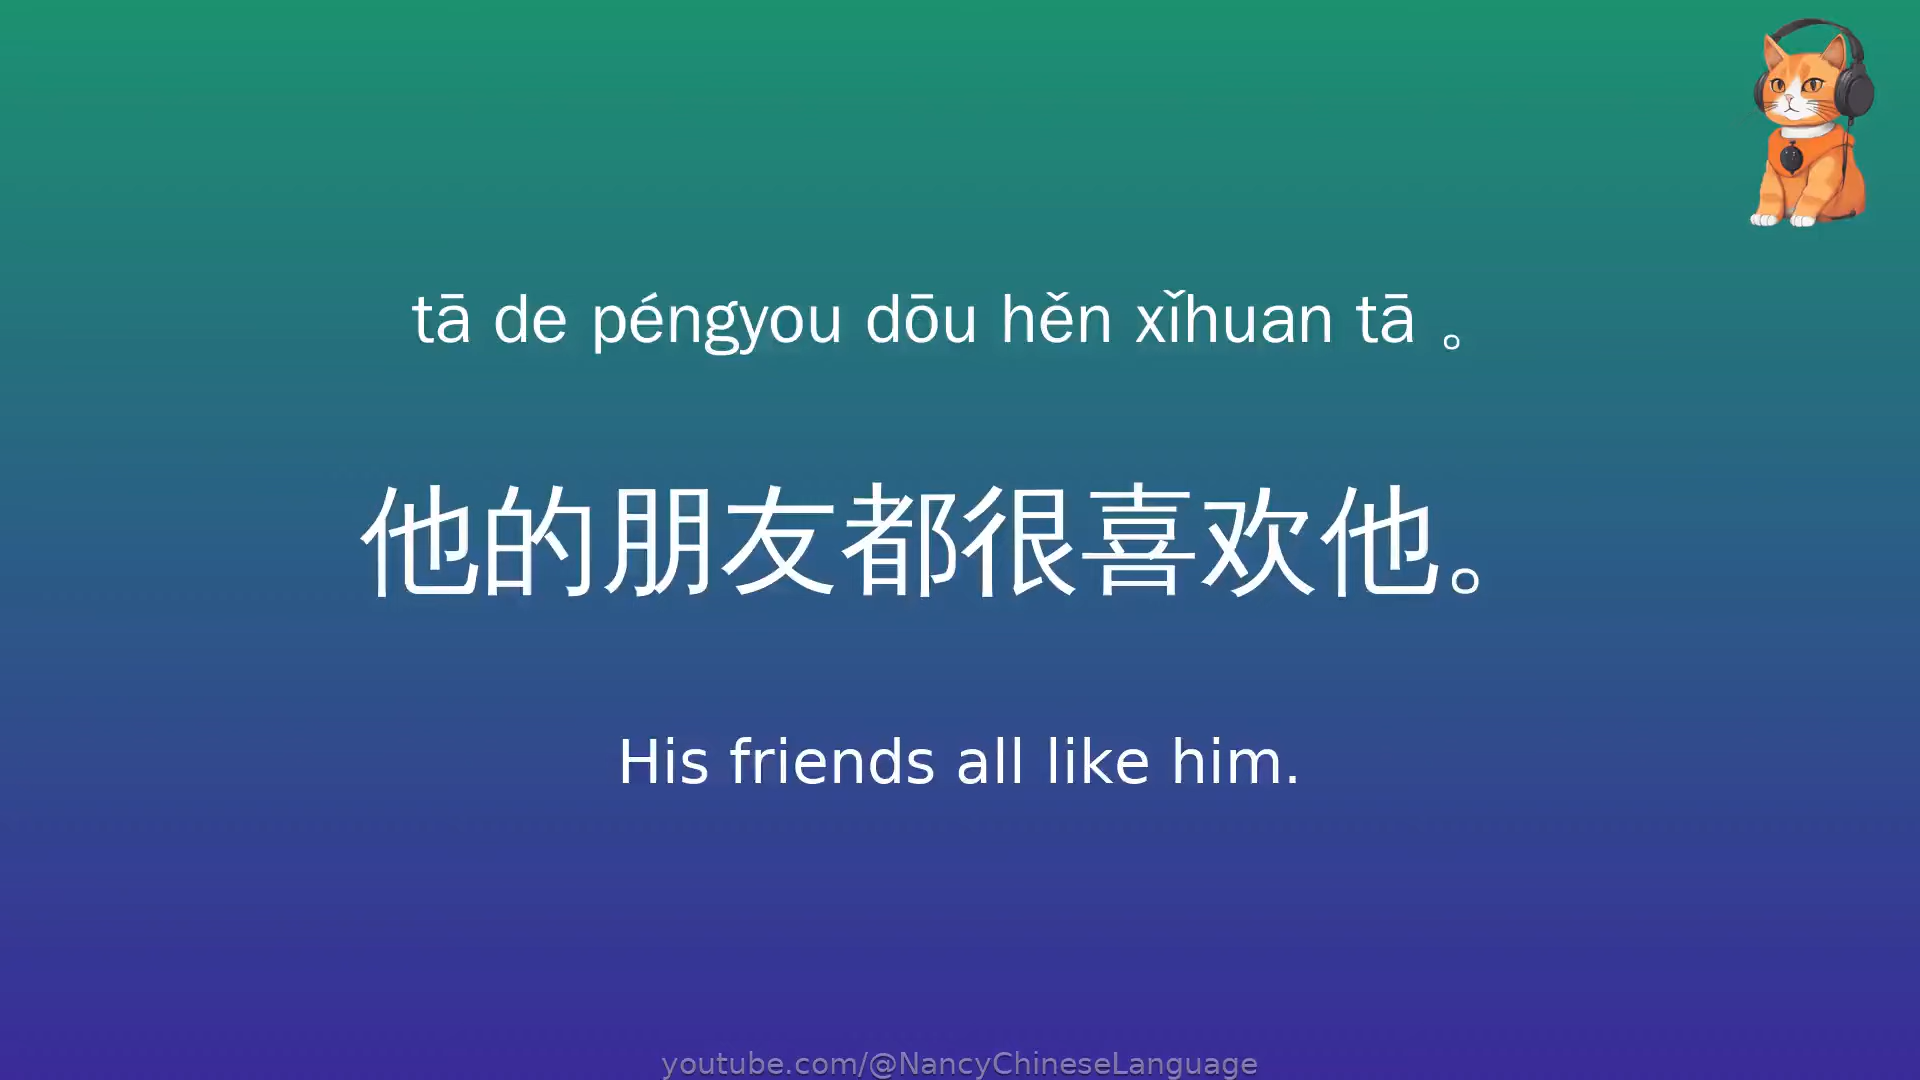 tā de péngyou dōu hěn xǐhuan tā 。
他的朋友都很喜欢他。
His friends all like him.
youtube.com/@NancyChineseLanguage